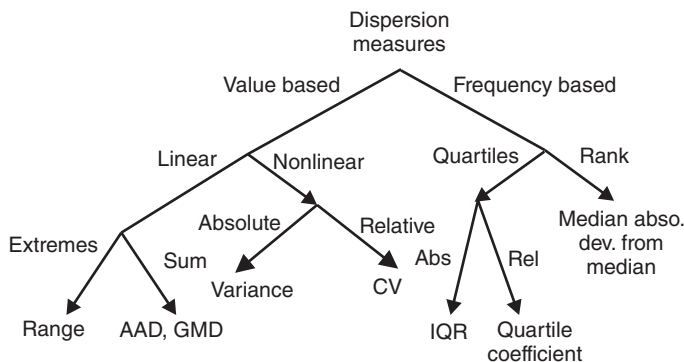 Dispersion
measures
Value based
Frequency based
Linear
Nonlinear
Quartiles
Rank
Extremes
Sum
Absolute
Relative
Abs
Rel
Median abso.
dev. from
median
Range
AAD, GMD
Variance
CV
IQR
Quartile
coefficient